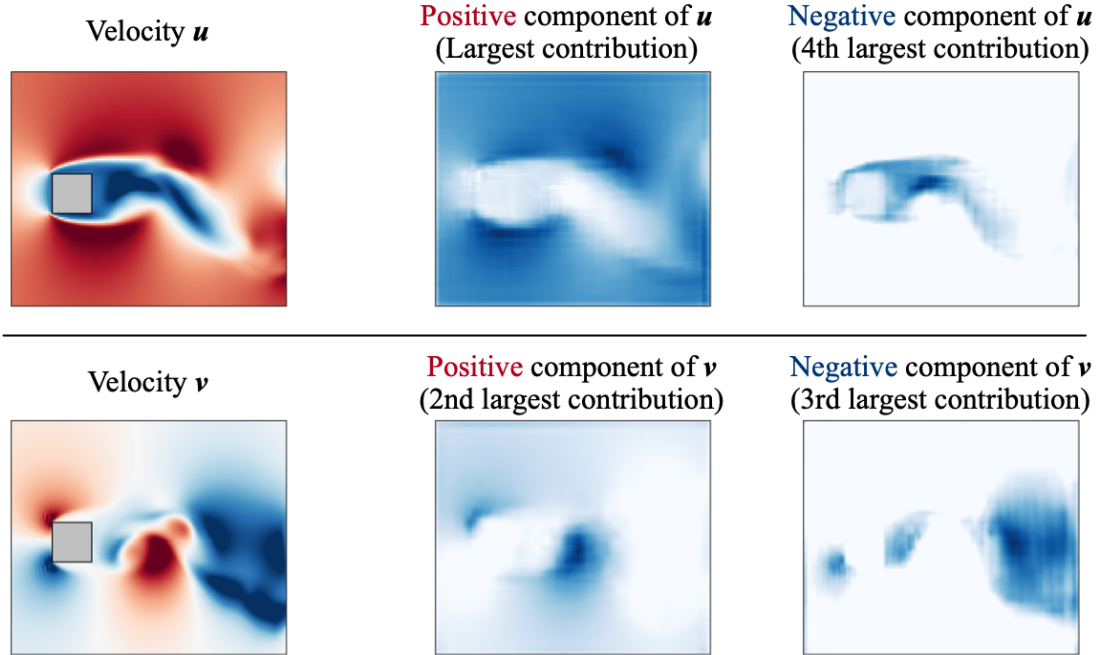 Velocity u
Positive component of u
(Largest contribution)
Negative component of u
(4th largest contribution)
Velocity v
Positive component of v
(2nd largest contribution)
Negative component of v
(3rd largest contribution)